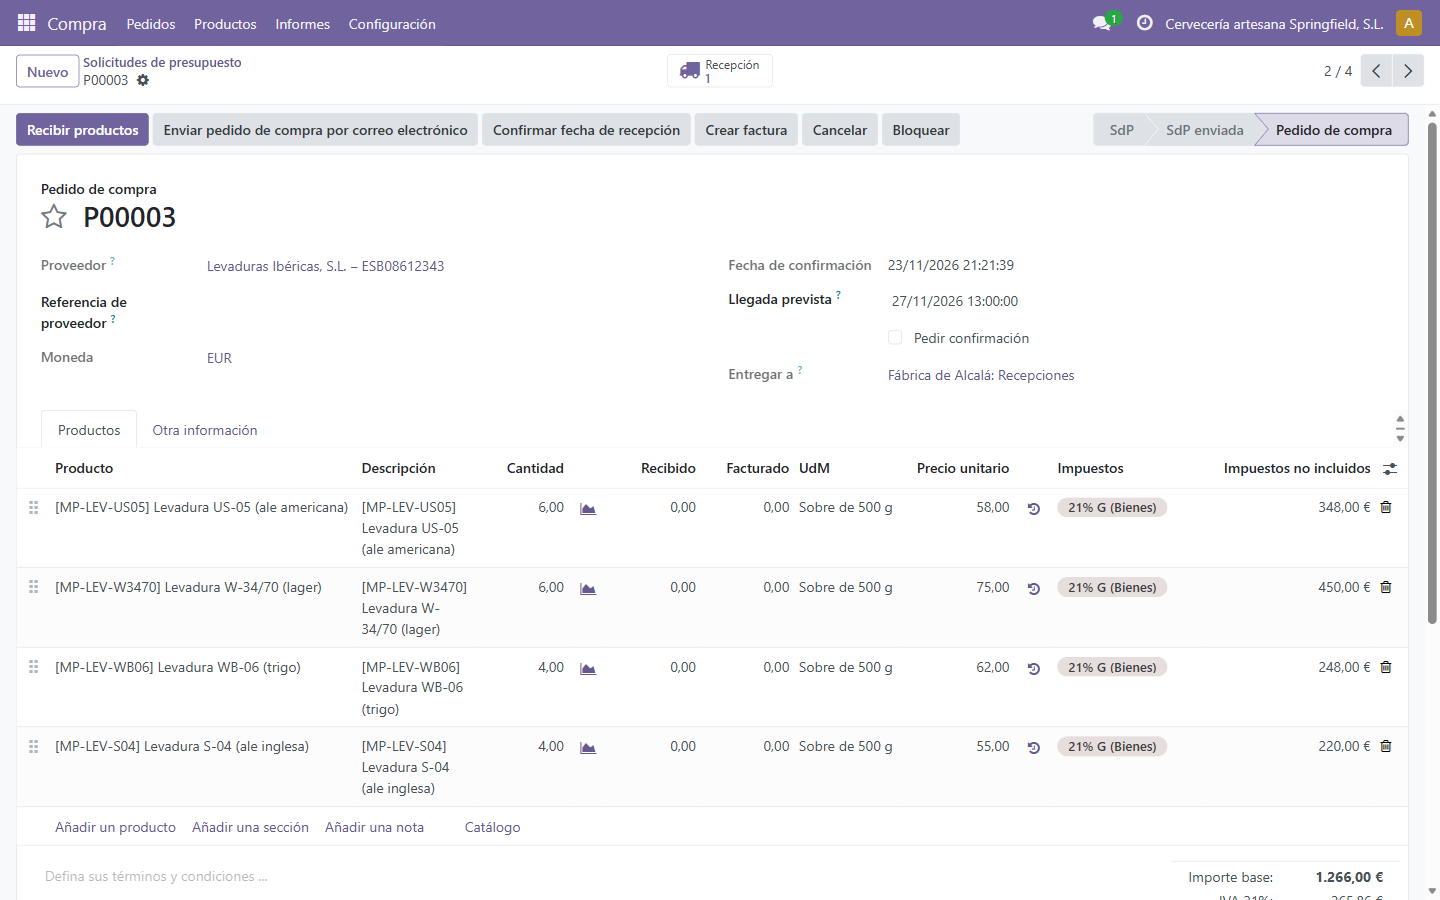 Compra Pedidos Productos Informes Configuración 1 Cervecería artesana Springfield, S.L. A
Nuevo Solicitudes de presupuesto
P00003
Recepción
1
2 / 4
Recibir productos Enviar pedido de compra por correo electrónico Confirmar fecha de recepción Crear factura Cancelar Bloquear SdP SdP enviada Pedido de compra
Pedido de compra
P00003
Proveedor ? Levaduras Ibéricas, S.L. – ESB08612343
Referencia de proveedor ?
Moneda EUR
Fecha de confirmación 23/11/2026 21:21:39
Llegada prevista ? 27/11/2026 13:00:00
Pedir confirmación
Entregar a ? Fábrica de Alcalá: Recepciones
Productos Otra información
Producto Descripción Cantidad Recibido Facturado UdM Precio unitario Impuestos Impuestos no incluidos
[MP-LEV-US05] Levadura US-05 (ale americana) [MP-LEV-US05] 6,00 0,00 0,00 Sobre de 500 g 58,00 21% G (Bienes) 348,00 €
Levadura US-05
(ale americana)
[MP-LEV-W3470] Levadura W-34/70 (lager) [MP-LEV-W3470] 6,00 0,00 0,00 Sobre de 500 g 75,00 21% G (Bienes) 450,00 €
Levadura W-
34/70 (lager)
[MP-LEV-WB06] Levadura WB-06 (trigo) [MP-LEV-WB06] 4,00 0,00 0,00 Sobre de 500 g 62,00 21% G (Bienes) 248,00 €
Levadura WB-06
(trigo)
[MP-LEV-S04] Levadura S-04 (ale inglesa) [MP-LEV-S04] 4,00 0,00 0,00 Sobre de 500 g 55,00 21% G (Bienes) 220,00 €
Levadura S-04
(ale inglesa)
Añadir un producto Añadir una sección Añadir una nota Catálogo
Defina sus términos y condiciones ...
Importe base: 1.266,00 €
IVA 21%: 265,86 €